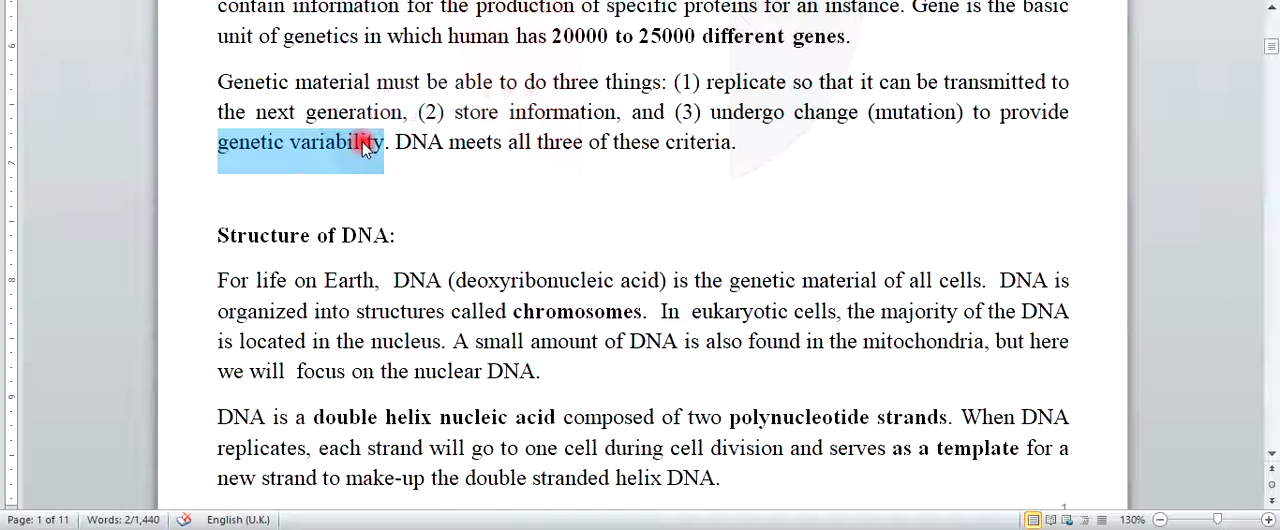 contain information for the production of specific proteins for an instance. Gene is the basic
unit of genetics in which human has 20000 to 25000 different genes.
Genetic material must be able to do three things: (1) replicate so that it can be transmitted to
the next generation, (2) store information, and (3) undergo change (mutation) to provide
genetic variability. DNA meets all three of these criteria.
Structure of DNA:
For life on Earth, DNA (deoxyribonucleic acid) is the genetic material of all cells. DNA is
organized into structures called chromosomes. In eukaryotic cells, the majority of the DNA
is located in the nucleus. A small amount of DNA is also found in the mitochondria, but here
we will focus on the nuclear DNA.
DNA is a double helix nucleic acid composed of two polynucleotide strands. When DNA
replicates, each strand will go to one cell during cell division and serves as a template for a
new strand to make-up the double stranded helix DNA.
Page: 1 of 11 Words: 2/1,440 English (U.K.) 130%